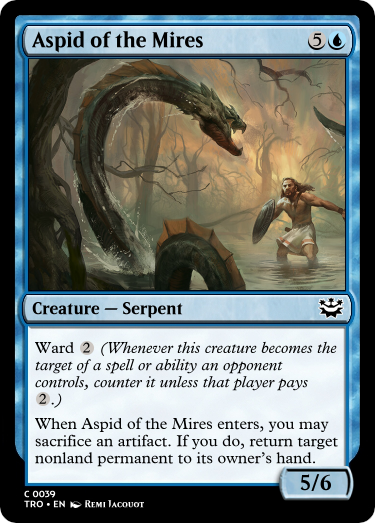 Aspid of the Mires 5
Creature — Serpent
Ward 2 (Whenever this creature becomes the
target of a spell or ability an opponent
controls, counter it unless that player pays
2.)
When Aspid of the Mires enters, you may
sacrifice an artifact. If you do, return target
nonland permanent to its owner's hand.
5/6
C 0039
TRO • EN Remi Jacquot